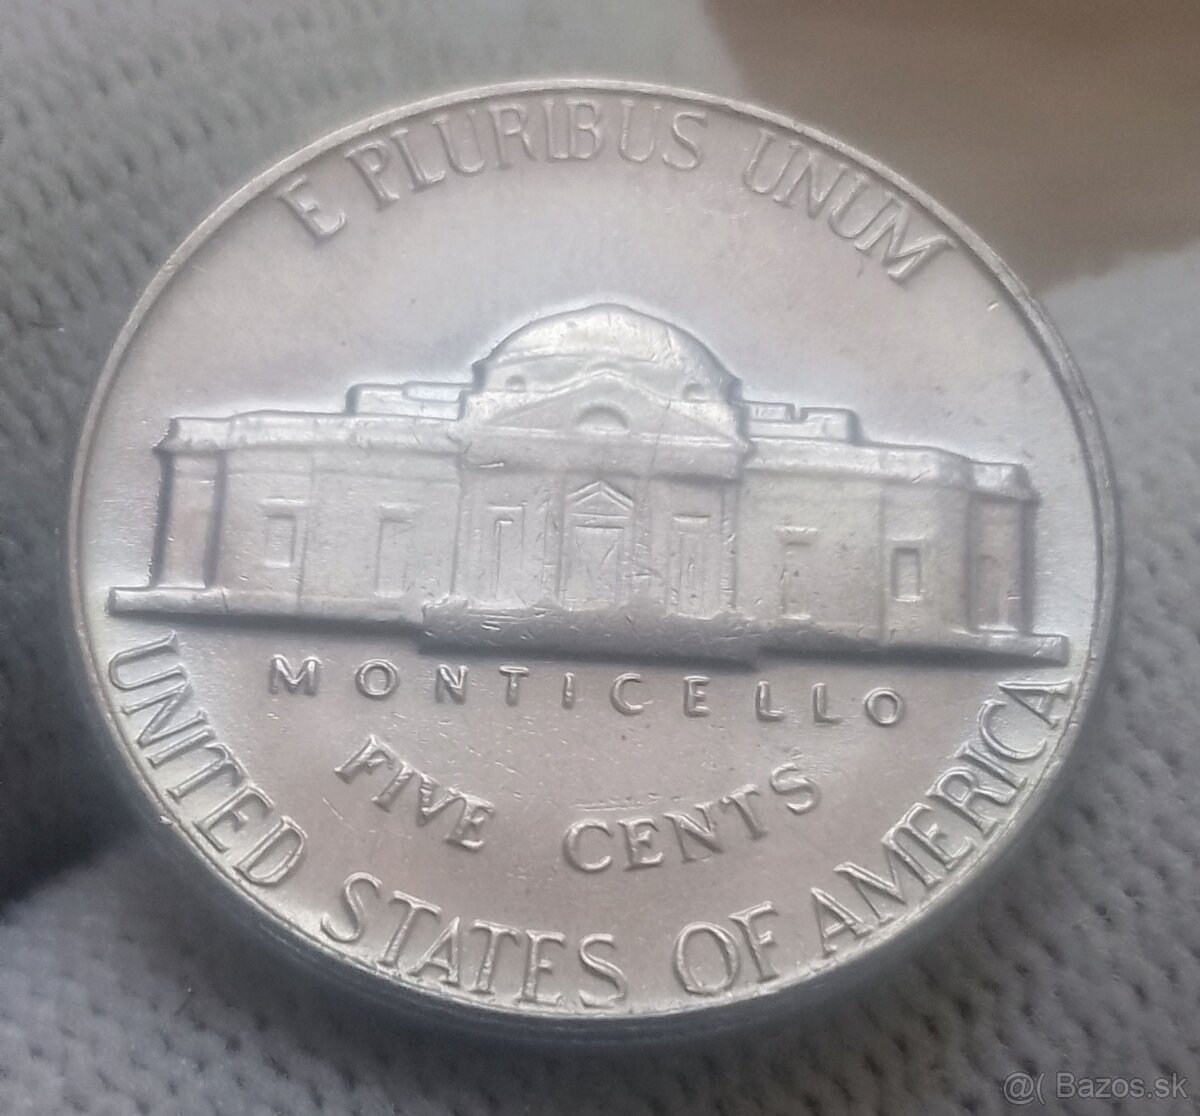 E PLURIBUS UNUM
MONTICELLO
FIVE CENTS
UNITED STATES OF AMERICA
@( Bazos.sk